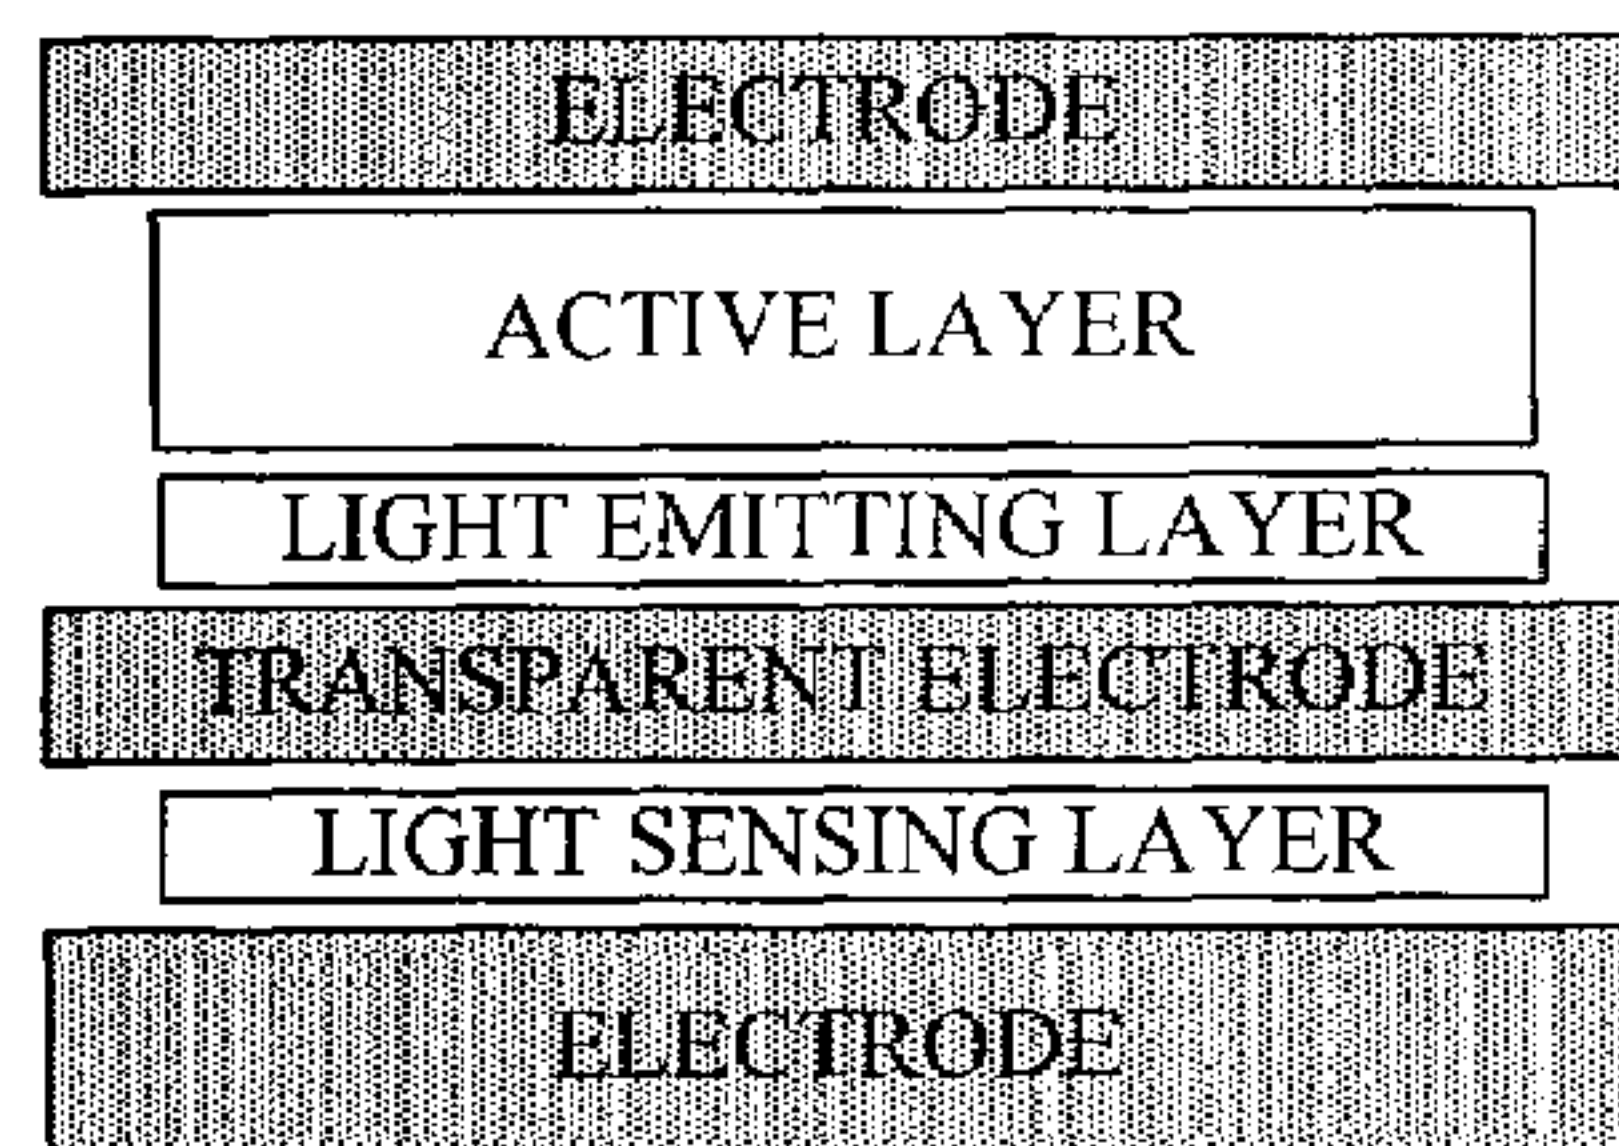 ELECTRODE
ACTIVE LAYER
LIGHT EMITTING LAYER
TRANSPARENT ELECTRODE
LIGHT SENSING LAYER
ELECTRODE